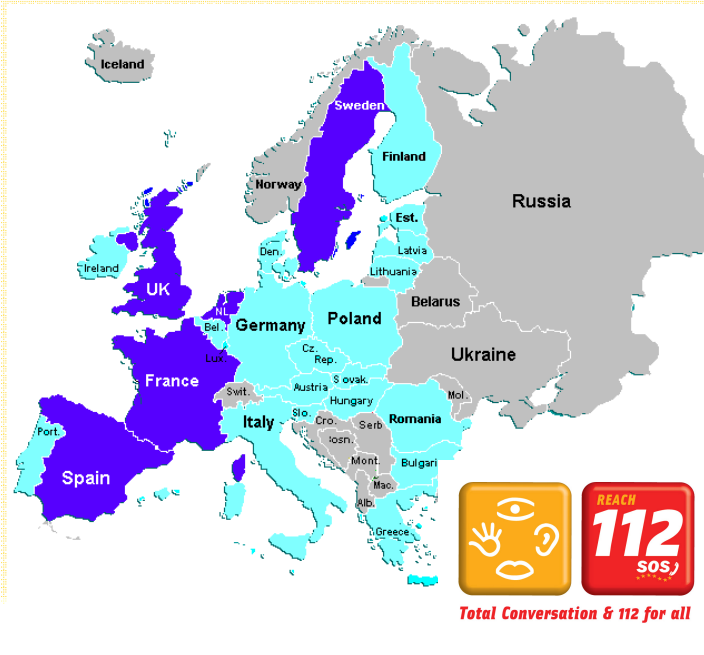 Iceland
Sweden
Finland
Norway
Russia
Est.
Den.
Latvia
Ireland
Lithuania
UK
Belarus
NL
Germany
Poland
Bel.
Cz.
Rep.
Ukraine
Lux.
France
Slovak.
Austria
Swit.
Hungary
Mol.
Slo.
Romania
Italy
Cro.
Serb
Port.
Bosn.
Mont.
Bulgari
Spain
Mac.
Alb.
Greece
REACH
112
SOS
Total Conversation & 112 for all